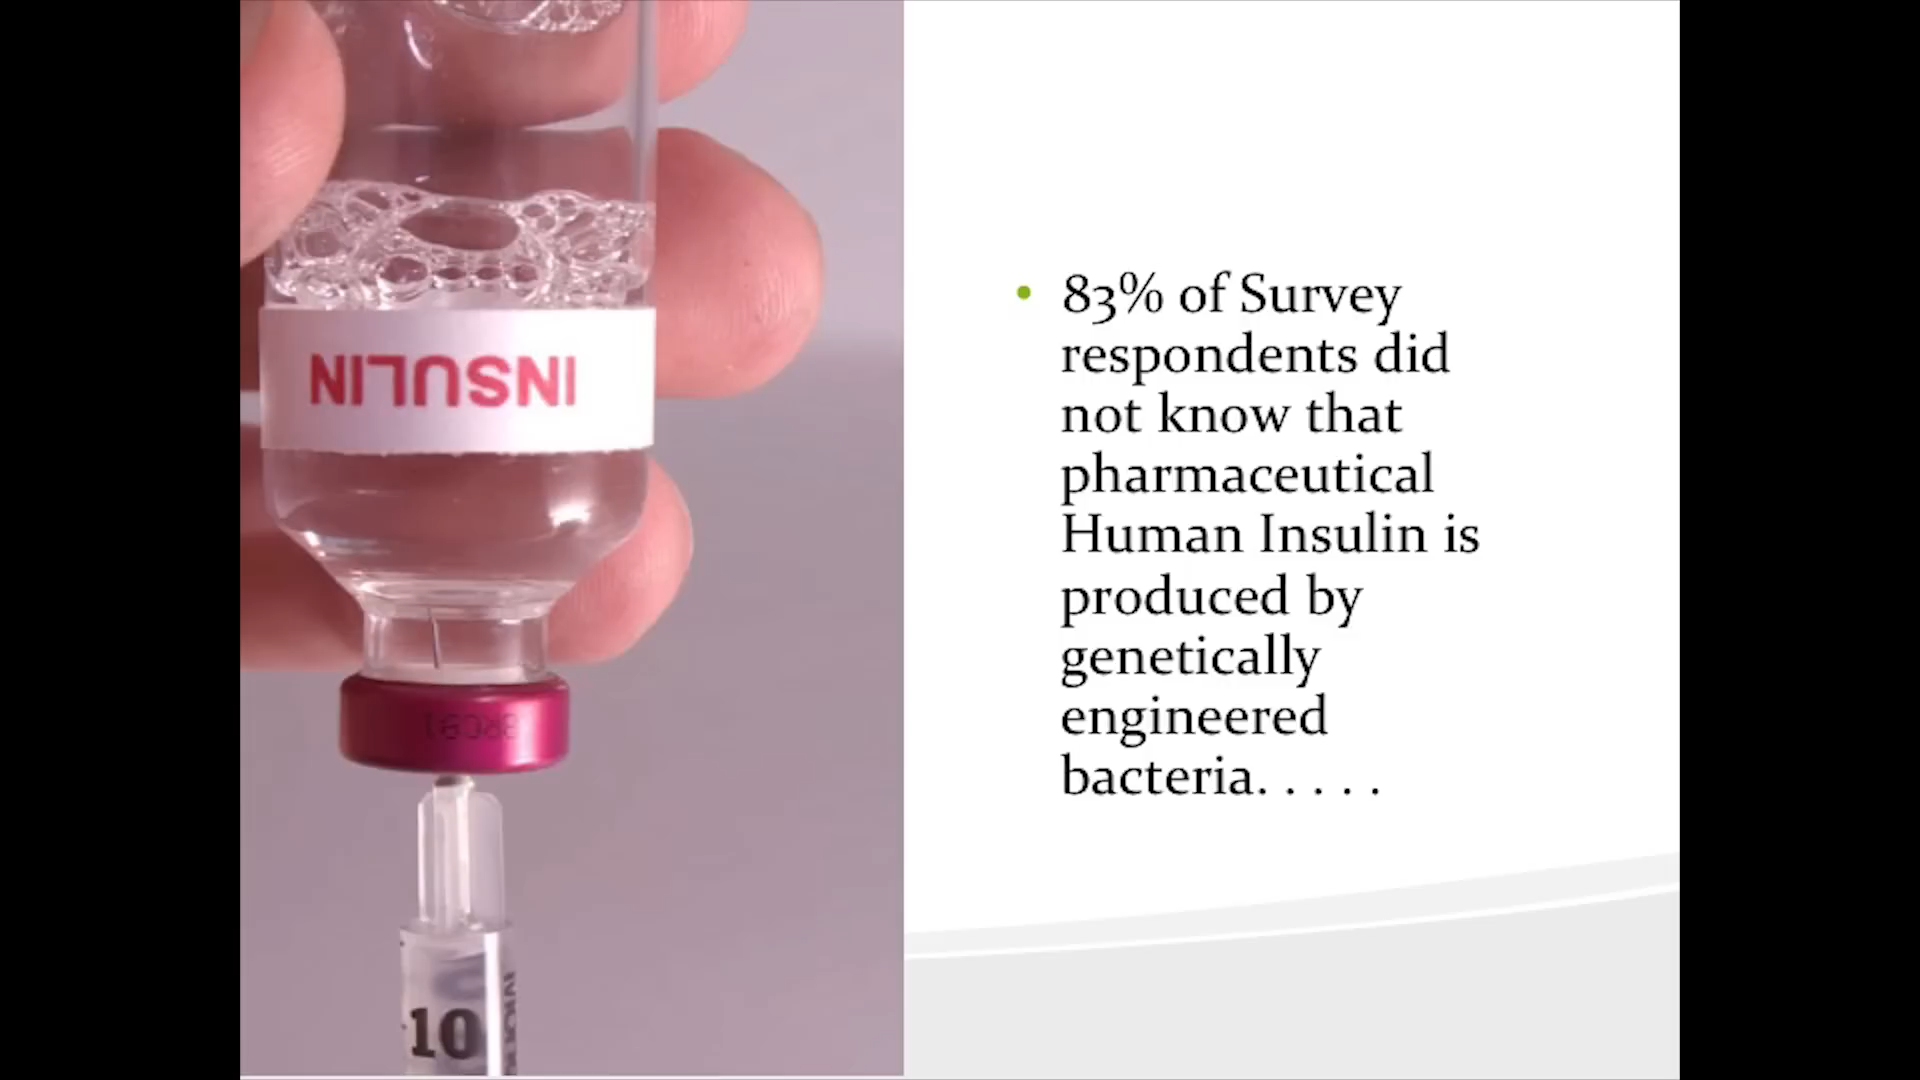 INSULIN
10
• 83% of Survey
respondents did
not know that
pharmaceutical
Human Insulin is
produced by
genetically
engineered
bacteria. . . . .